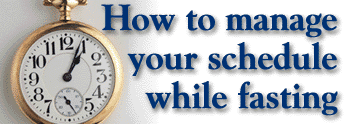 How to manage
your schedule
while fasting